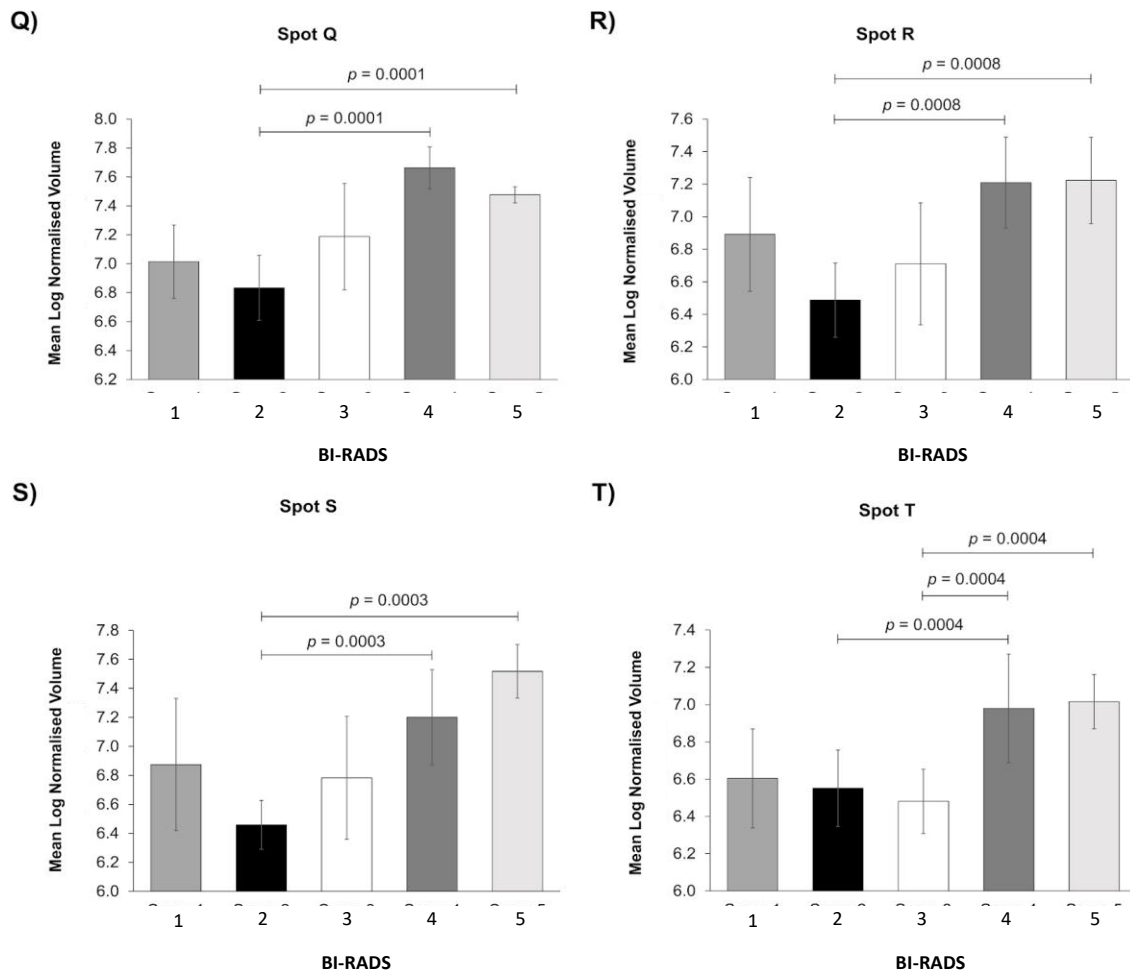 Q)
Spot Q
p = 0.0001
p = 0.0001
Mean Log Normalised Volume
8.0
7.8
7.6
7.4
7.2
7.0
6.8
6.6
6.4
6.2
1 2 3 4 5
BI-RADS
R)
Spot R
p = 0.0008
p = 0.0008
Mean Log Normalised Volume
7.6
7.4
7.2
7.0
6.8
6.6
6.4
6.2
6.0
1 2 3 4 5
BI-RADS
S)
Spot S
p = 0.0003
p = 0.0003
Mean Log Normalised Volume
7.8
7.6
7.4
7.2
7.0
6.8
6.6
6.4
6.2
6.0
1 2 3 4 5
BI-RADS
T)
Spot T
p = 0.0004
p = 0.0004
p = 0.0004
Mean Log Normalised Volume
7.4
7.2
7.0
6.8
6.6
6.4
6.2
6.0
1 2 3 4 5
BI-RADS